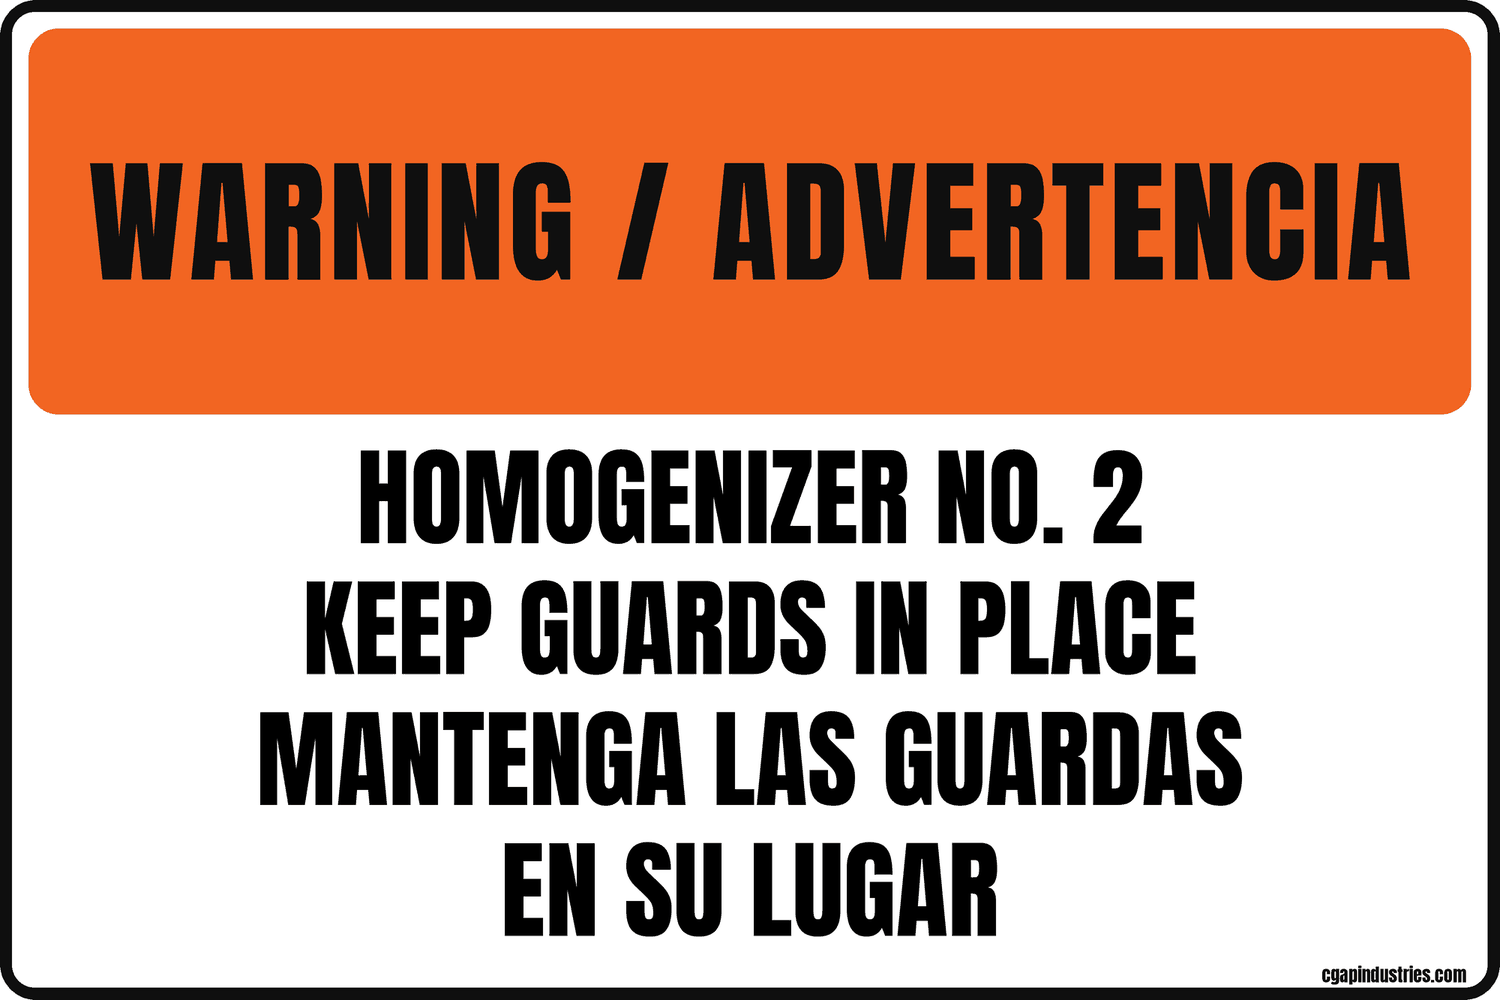 WARNING / ADVERTENCIA
HOMOGENIZER NO. 2
KEEP GUARDS IN PLACE
MANTENGA LAS GUARDAS
EN SU LUGAR
cgapindustries.com